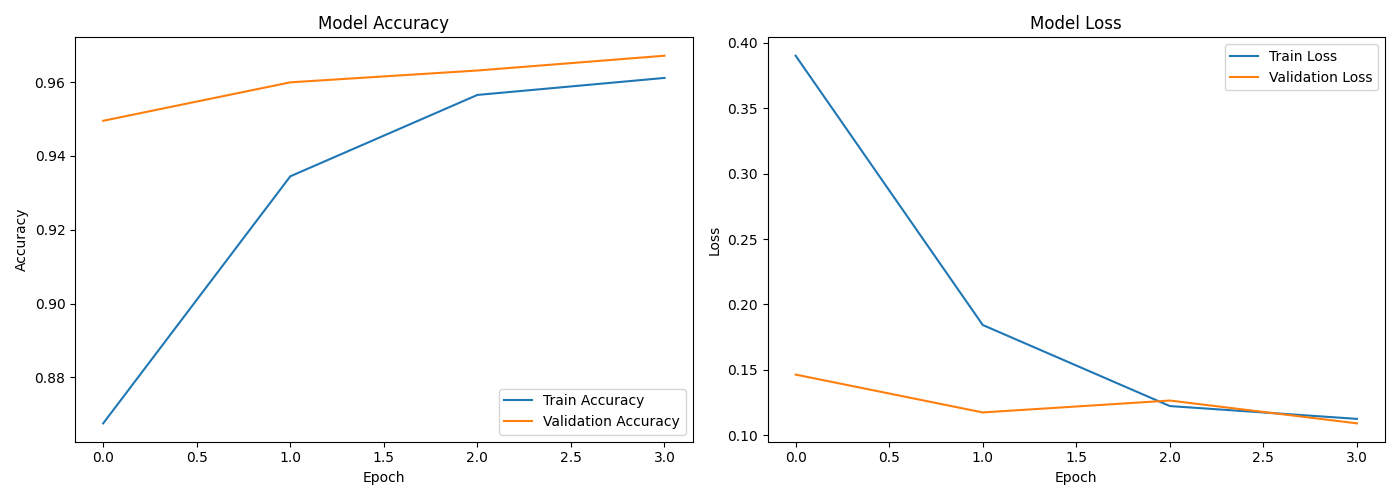 Model Accuracy
0.96
0.94
0.92
0.90
0.88
Accuracy
Train Accuracy
Validation Accuracy
0.0 0.5 1.0 1.5 2.0 2.5 3.0
Epoch
Model Loss
0.40
0.35
0.30
0.25
0.20
0.15
0.10
Loss
Train Loss
Validation Loss
0.0 0.5 1.0 1.5 2.0 2.5 3.0
Epoch